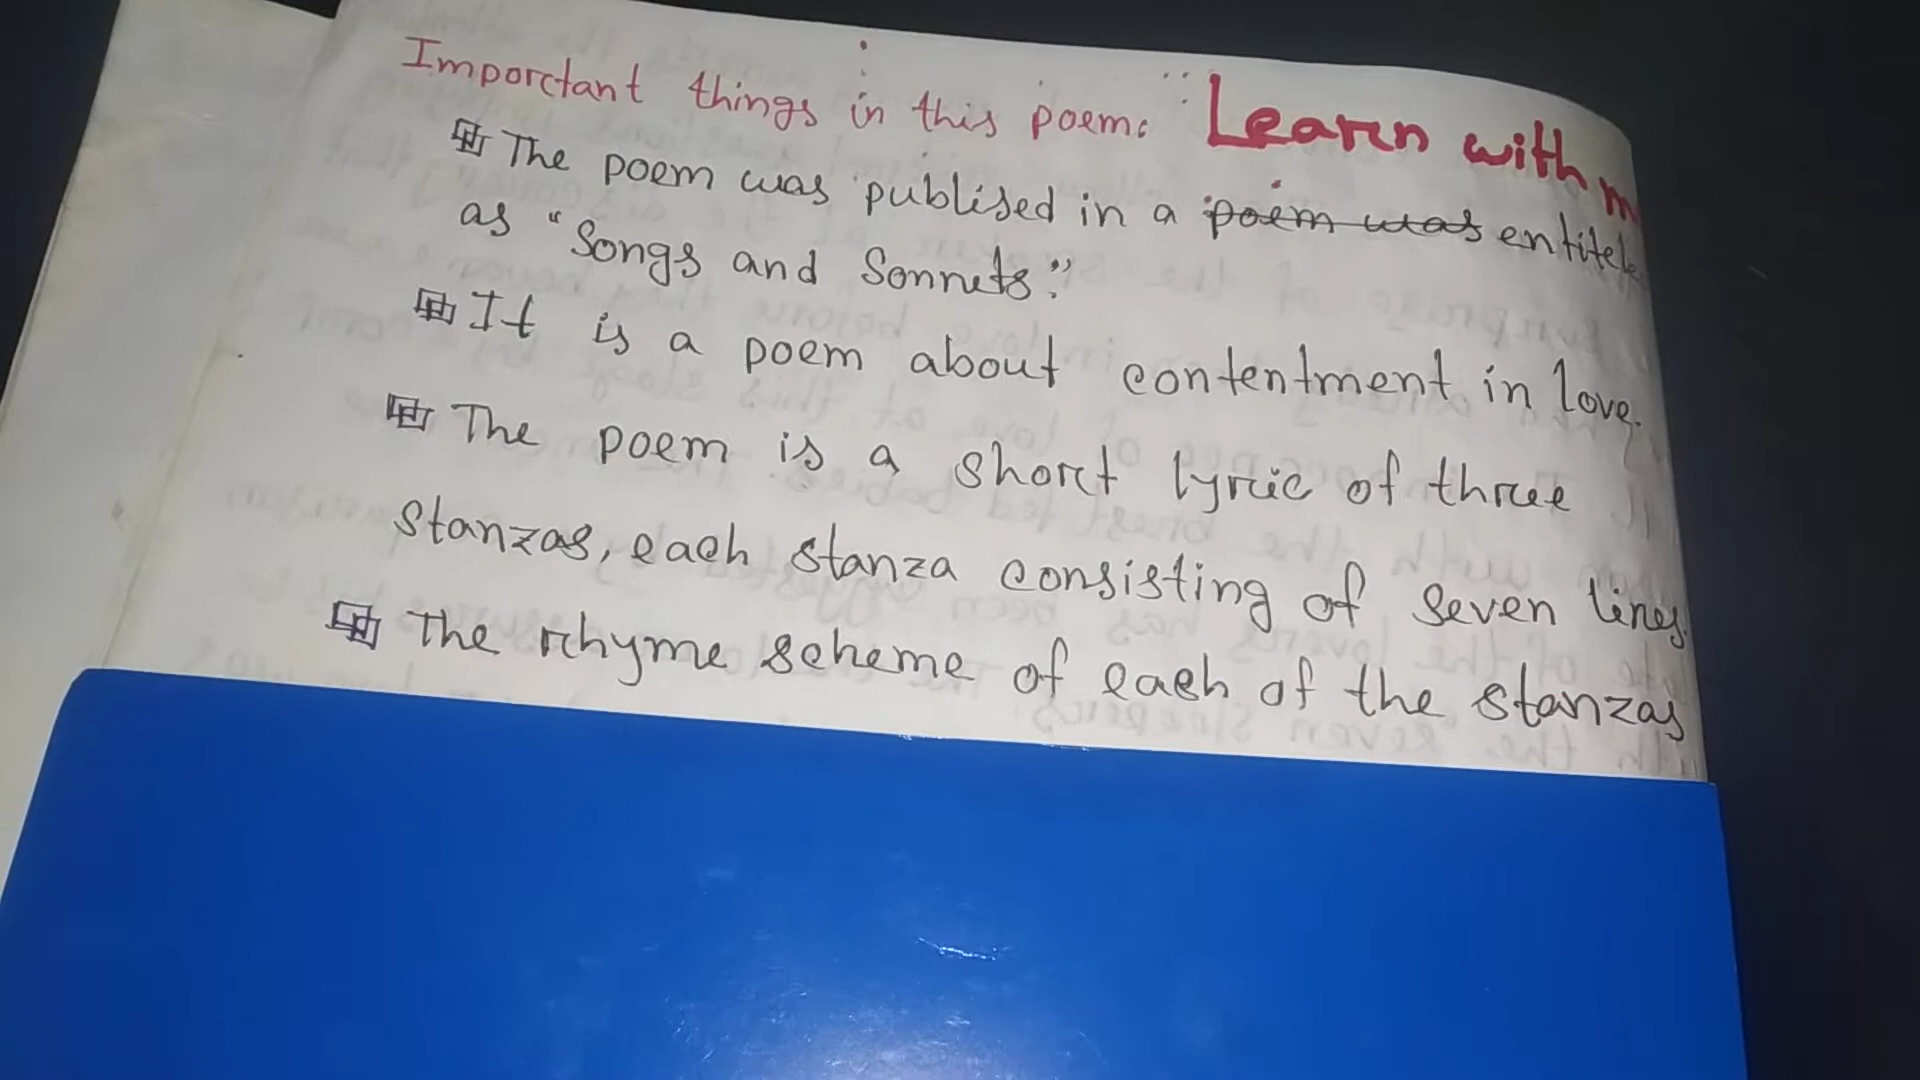 Important things in this poem: Learn with m
The poem was publised in a poem was entitele
as "Songs and Sonnets".
It is a poem about contentment in love.
The poem is a short lyric of three
stanzas, each stanza consisting of seven lines.
The rhyme scheme of each of the stanzas